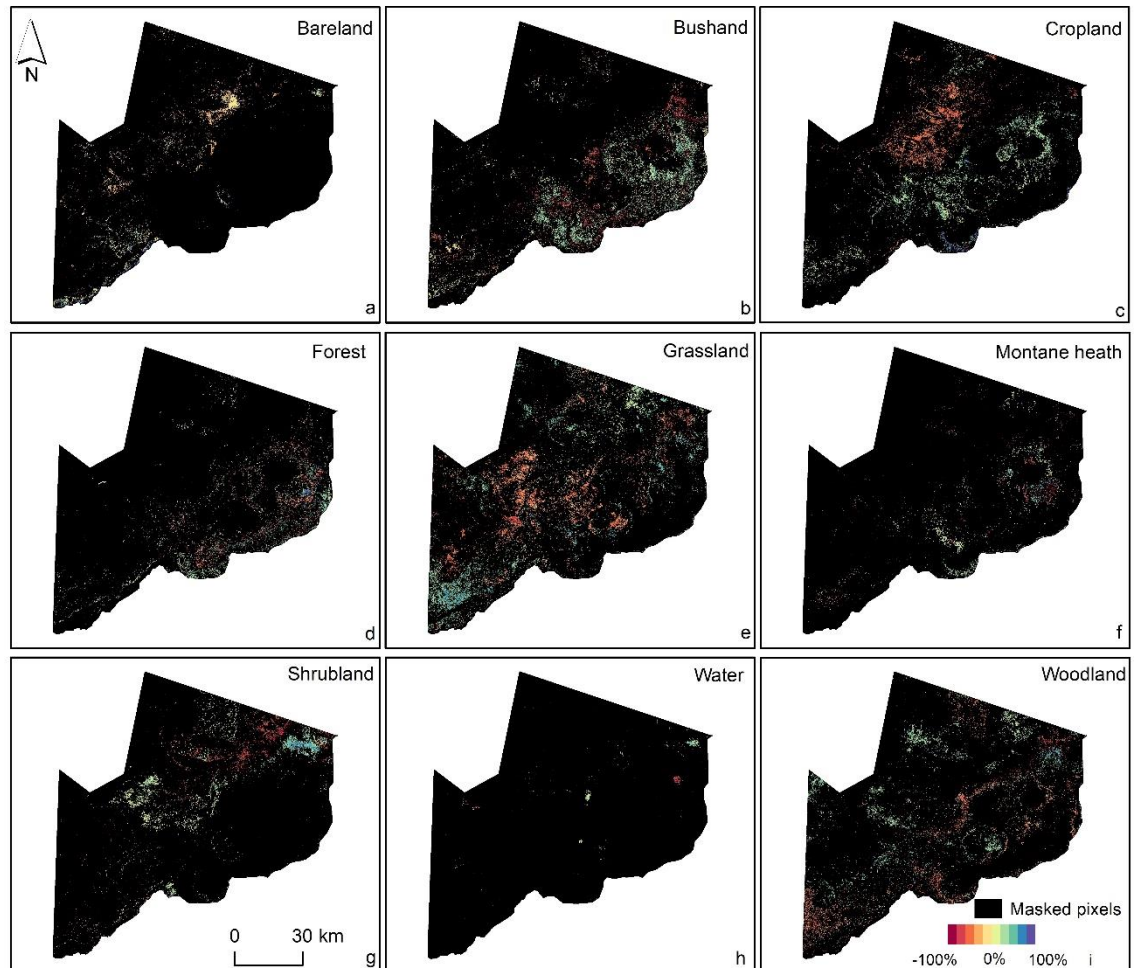 Bareland
N
a
Bushand
b
Cropland
c
Forest
d
Grassland
e
Montane heath
f
Shrubland
0 30 km
g
Water
h
Woodland
Masked pixels
-100% 0% 100% i